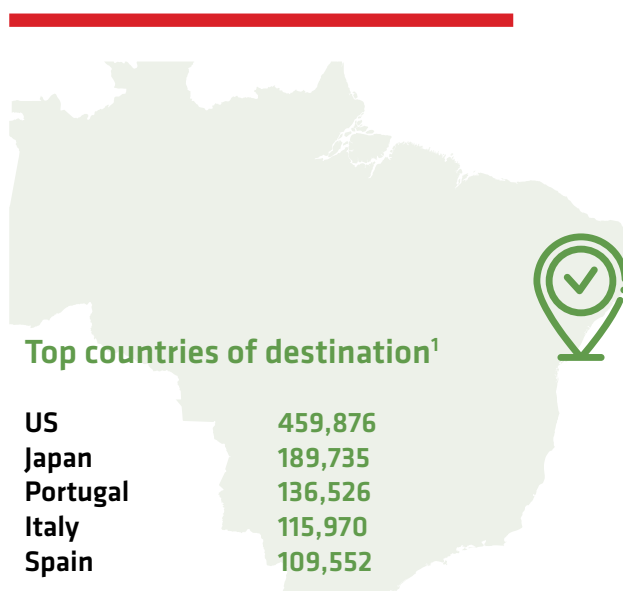 Top countries of destination¹
US 459,876
Japan 189,735
Portugal 136,526
Italy 115,970
Spain 109,552